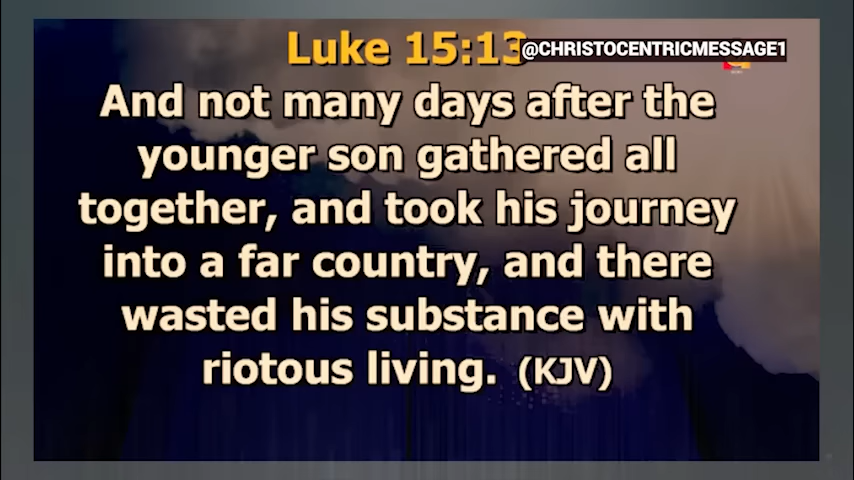 Luke 15:13
@CHRISTOCENTRICMESSAGE1
And not many days after the
younger son gathered all
together, and took his journey
into a far country, and there
wasted his substance with
riotous living. (KJV)